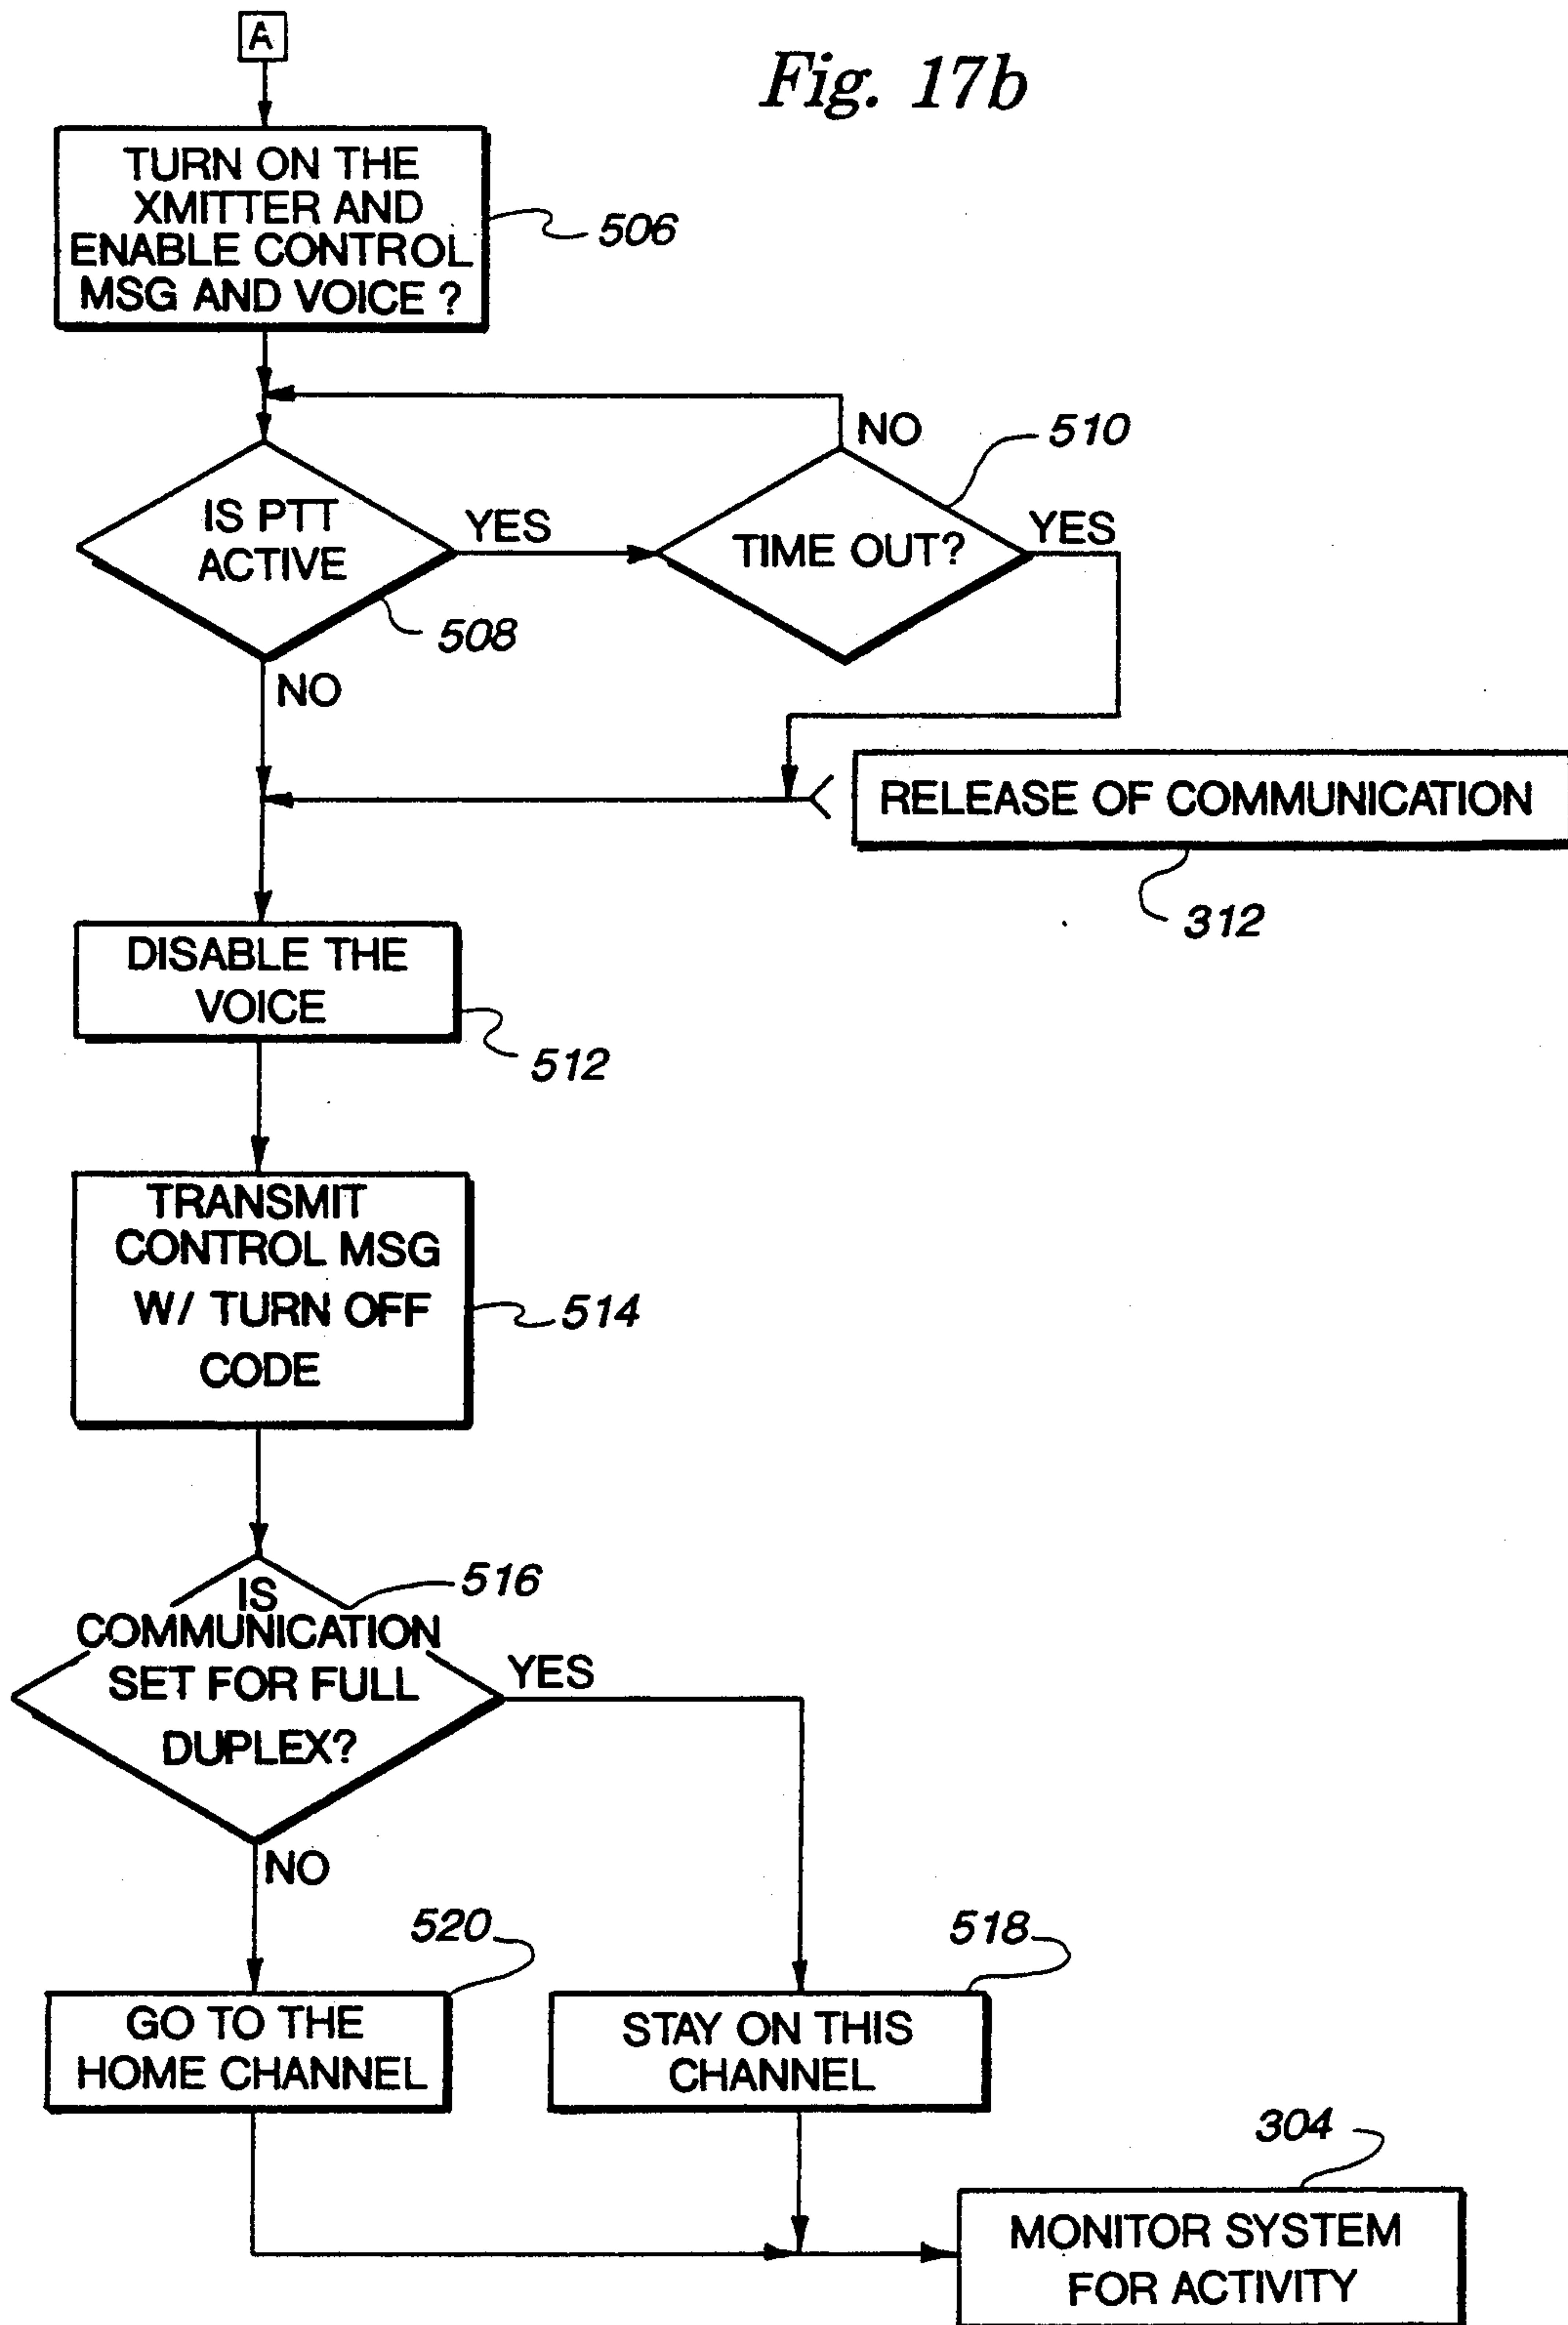 A
Fig. 17b
TURN ON THE
XMITTER AND
ENABLE CONTROL
MSG AND VOICE ?
506
NO
510
IS PTT
ACTIVE
YES
TIME OUT?
YES
508
NO
RELEASE OF COMMUNICATION
312
DISABLE THE
VOICE
512
TRANSMIT
CONTROL MSG
W/ TURN OFF
CODE
514
516
IS
COMMUNICATION
SET FOR FULL
DUPLEX?
YES
NO
520
518
GO TO THE
HOME CHANNEL
STAY ON THIS
CHANNEL
304
MONITOR SYSTEM
FOR ACTIVITY